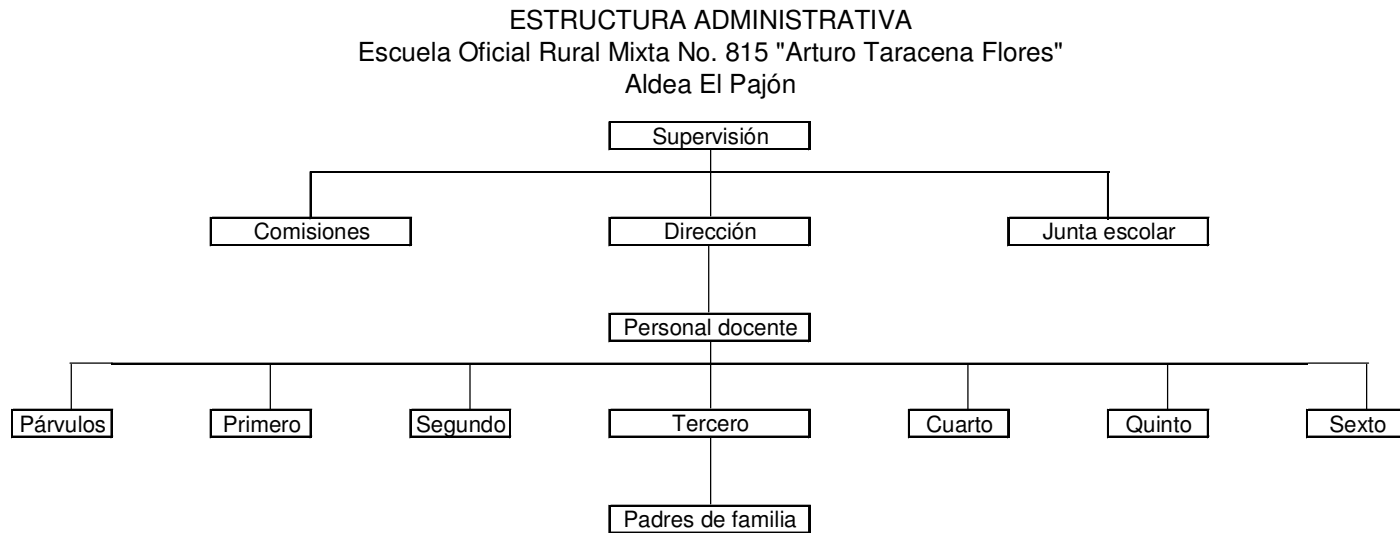 ESTRUCTURA ADMINISTRATIVA
Escuela Oficial Rural Mixta No. 815 "Arturo Taracena Flores"
Aldea El Pajón
Supervisión
Comisiones
Dirección
Junta escolar
Personal docente
Párvulos
Primero
Segundo
Tercero
Cuarto
Quinto
Sexto
Padres de familia